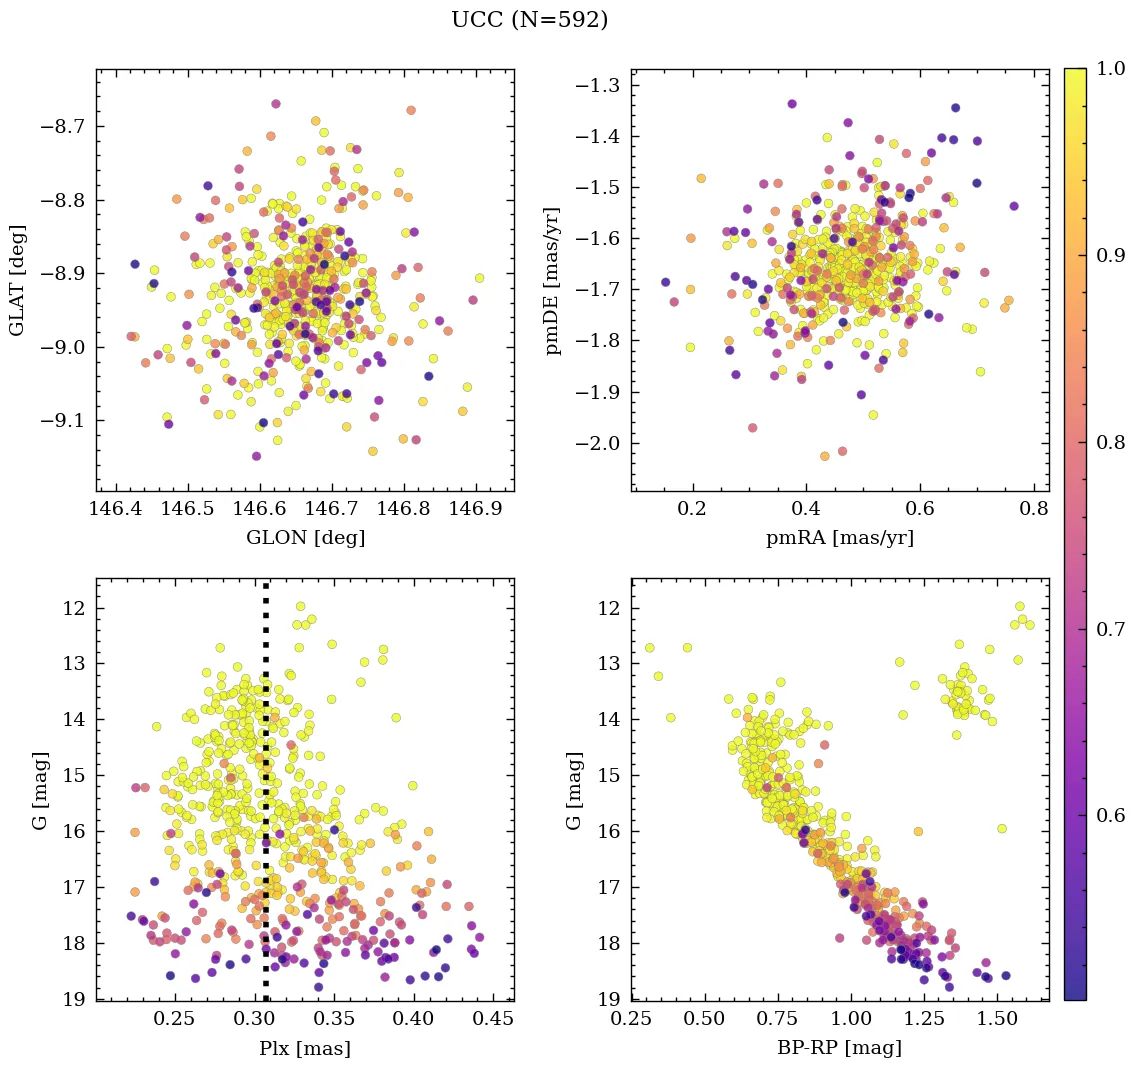 UCC (N=592)
−8.7
−8.8
−8.9
−9.0
−9.1
GLAT [deg]
146.4 146.5 146.6 146.7 146.8 146.9
GLON [deg]
−1.3
−1.4
−1.5
−1.6
−1.7
−1.8
−1.9
−2.0
pmDE [mas/yr]
0.2 0.4 0.6 0.8
pmRA [mas/yr]
12
13
14
15
16
17
18
19
G [mag]
0.25 0.30 0.35 0.40 0.45
Plx [mas]
12
13
14
15
16
17
18
19
G [mag]
0.25 0.50 0.75 1.00 1.25 1.50
BP-RP [mag]
1.0
0.9
0.8
0.7
0.6